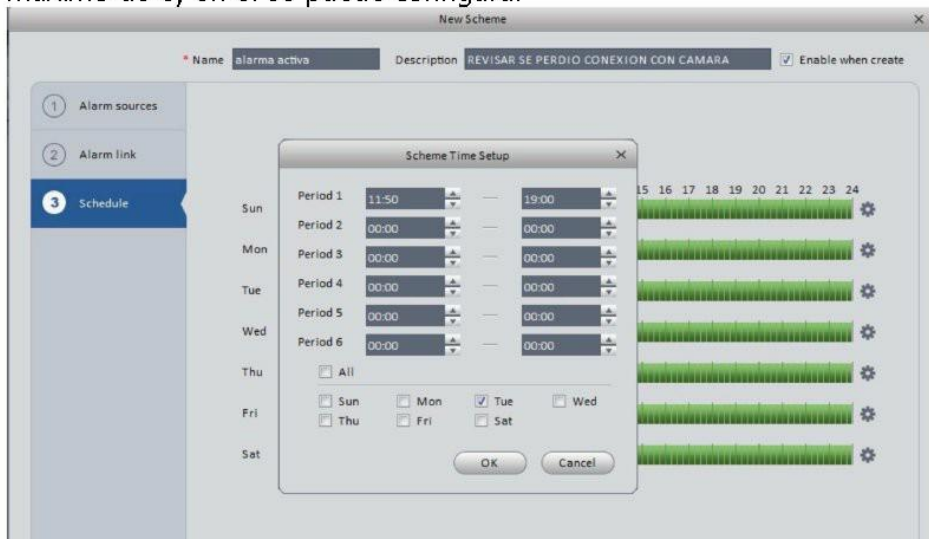 New Scheme
* Name alarma activa Description REVISAR SE PERDIO CONEXION CON CAMARA Enable when create
1 Alarm sources
2 Alarm link
3 Schedule
Scheme Time Setup
Period 1 11:50 — 19:00
Period 2 00:00 — 00:00
Period 3 00:00 — 00:00
Period 4 00:00 — 00:00
Period 5 00:00 — 00:00
Period 6 00:00 — 00:00
All
Sun Mon Tue Wed
Thu Fri Sat
OK Cancel
15 16 17 18 19 20 21 22 23 24
Sun
Mon
Tue
Wed
Thu
Fri
Sat